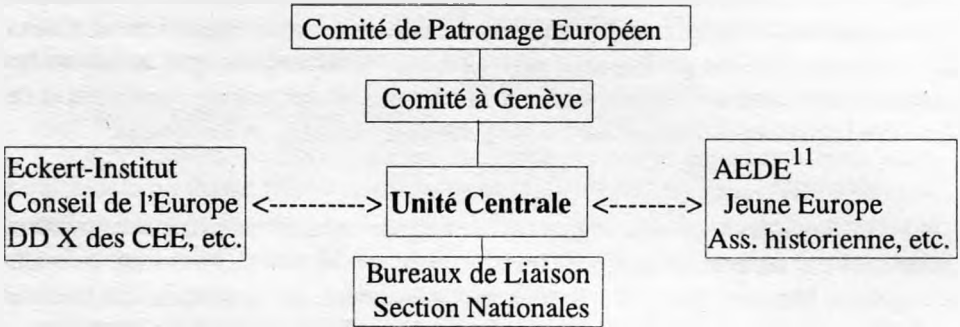 Comité de Patronage Européen
Comité à Genève
Eckert-Institut
Conseil de l'Europe
DD X des CEE, etc.
<------->
Unité Centrale
<------>
AEDE11
Jeune Europe
Ass. historienne, etc.
Bureaux de Liaison
Section Nationales